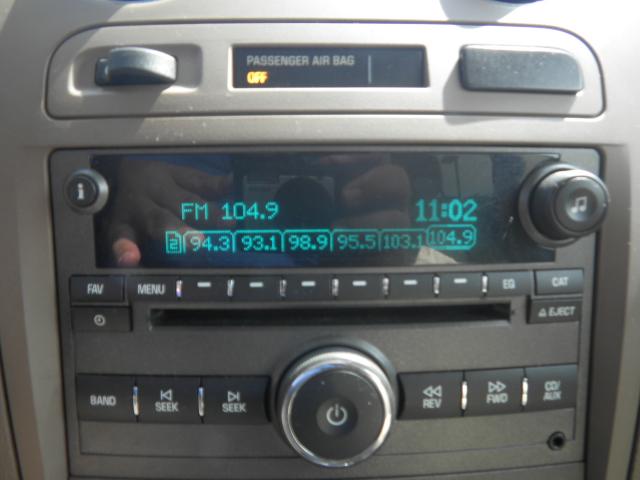 PASSENGER AIR BAG
OFF
i
FM 104.9 11:02
2 94.3 93.1 98.9 95.5 103.1 104.9
FAV MENU EQ CAT
EJECT
BAND SEEK SEEK REV FWD CD/AUX